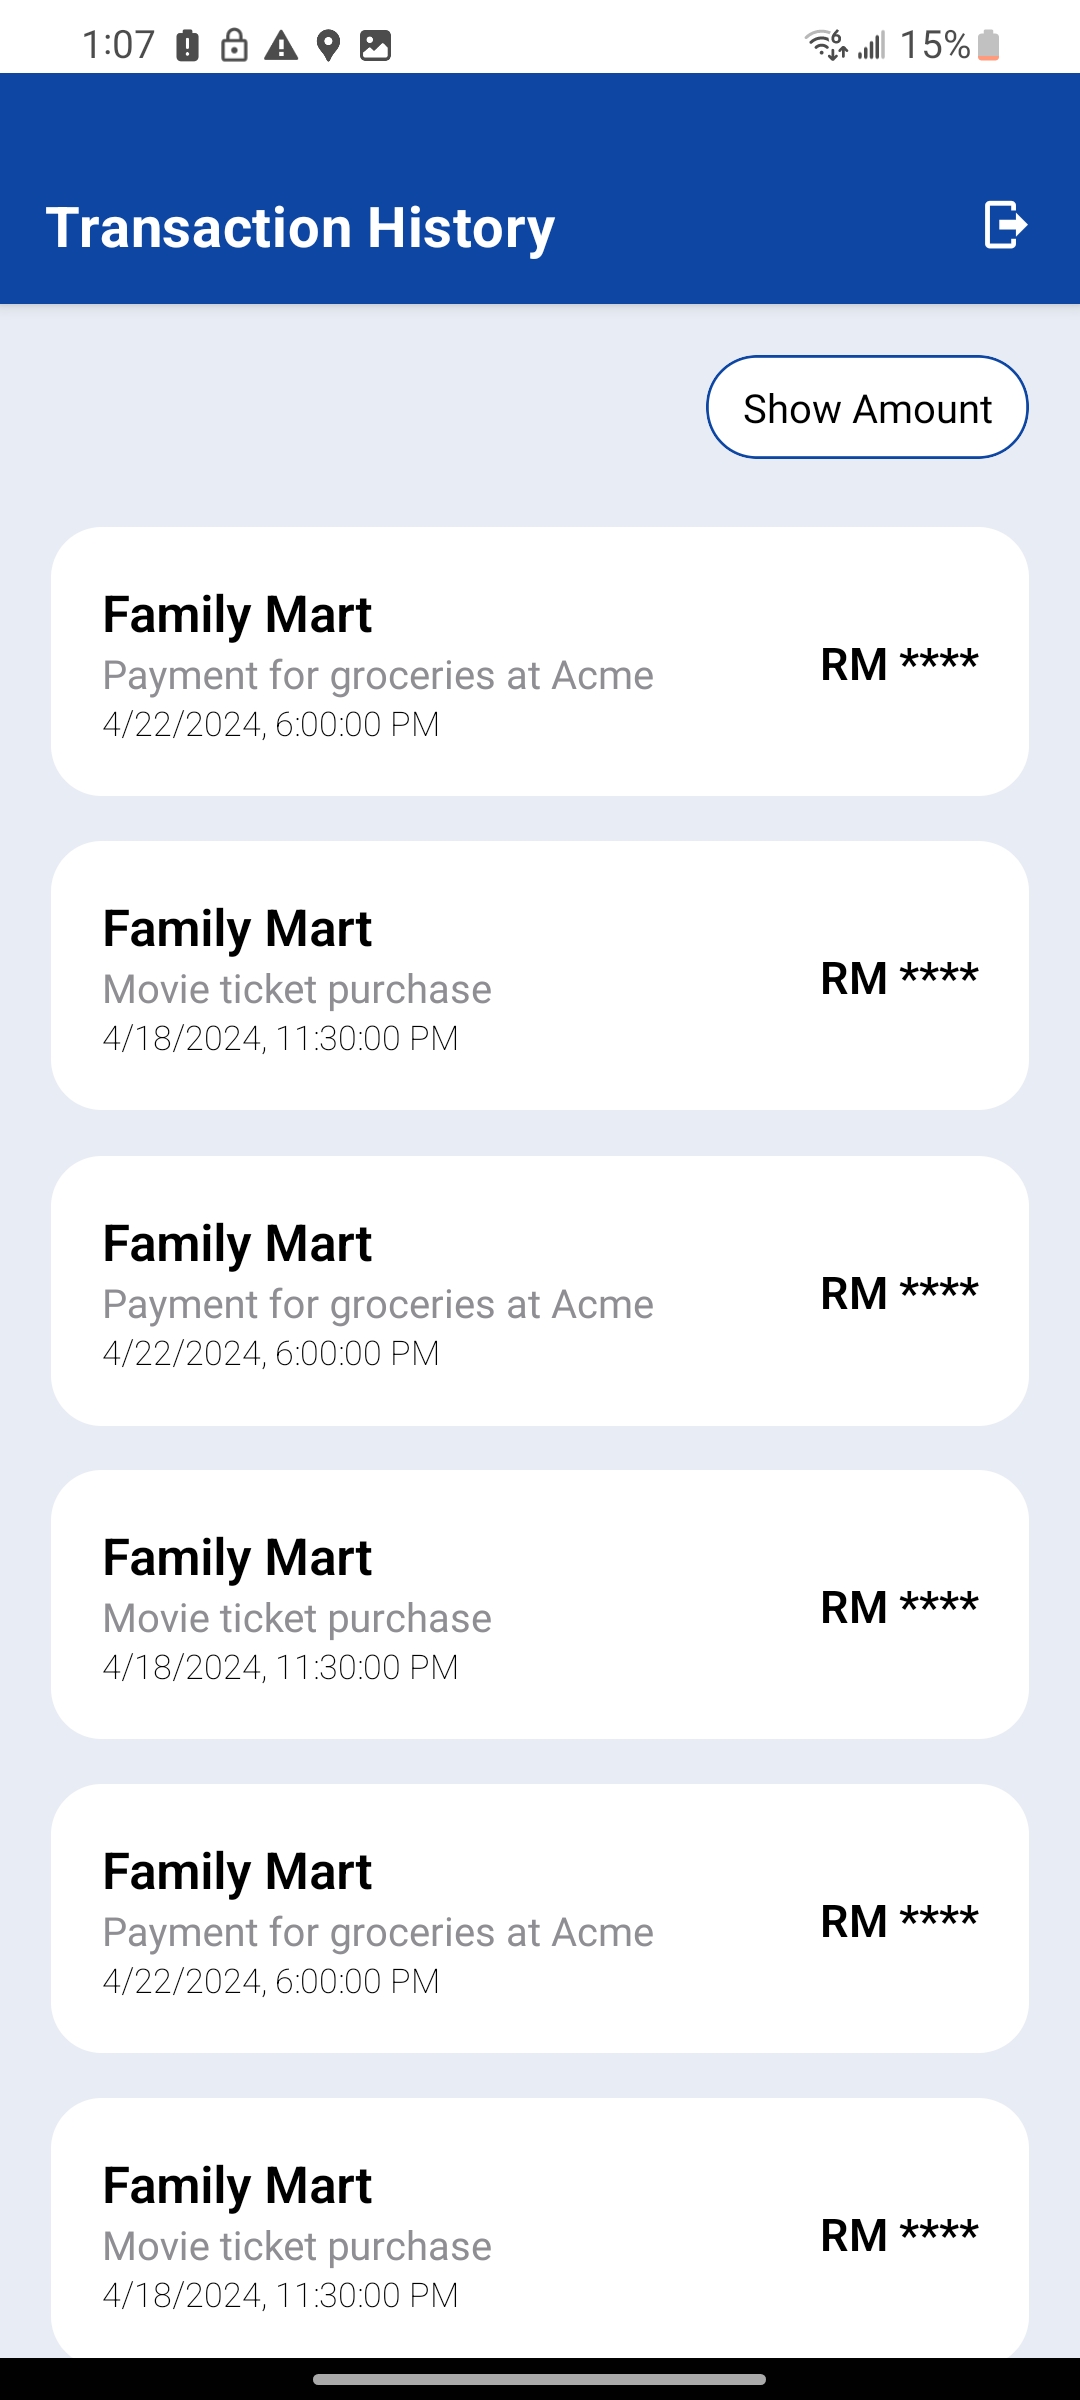 1:07
15%
Transaction History
Show Amount
Family Mart
Payment for groceries at Acme
4/22/2024, 6:00:00 PM
RM ****
Family Mart
Movie ticket purchase
4/18/2024, 11:30:00 PM
RM ****
Family Mart
Payment for groceries at Acme
4/22/2024, 6:00:00 PM
RM ****
Family Mart
Movie ticket purchase
4/18/2024, 11:30:00 PM
RM ****
Family Mart
Payment for groceries at Acme
4/22/2024, 6:00:00 PM
RM ****
Family Mart
Movie ticket purchase
4/18/2024, 11:30:00 PM
RM ****